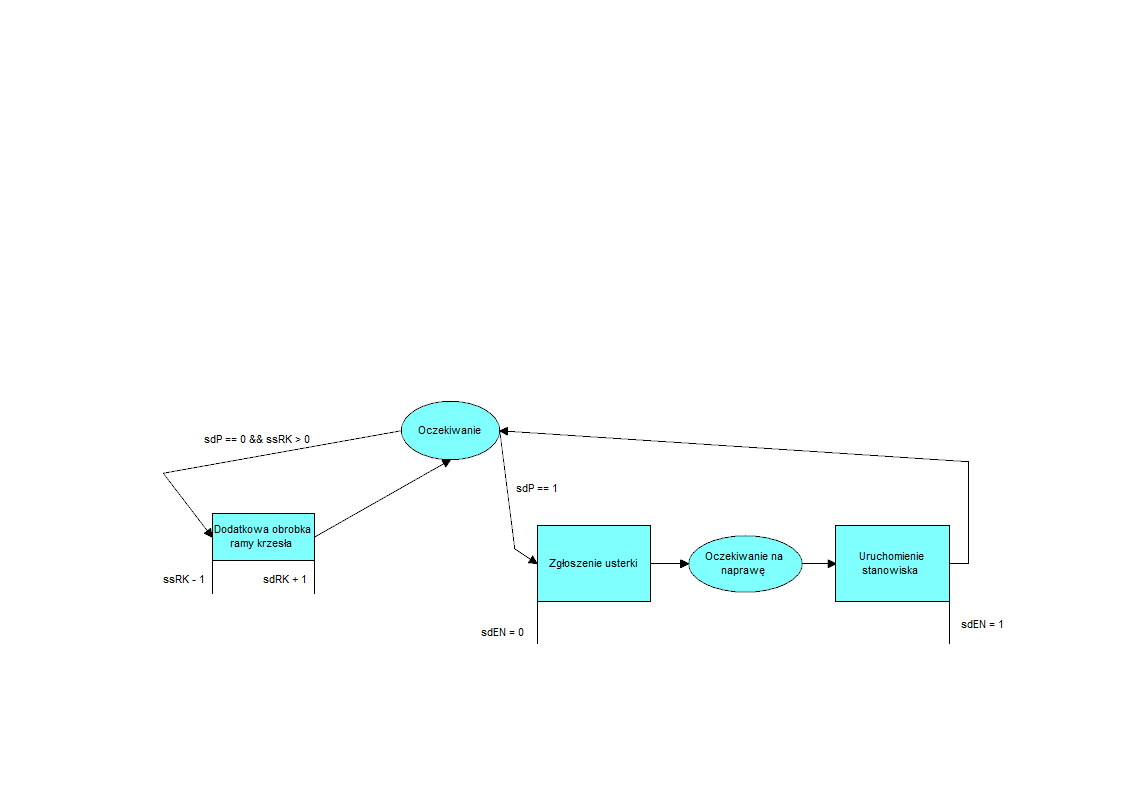 Oczekiwanie
sdP == 0 && ssRK > 0
sdP == 1
Dodatkowa obrobka
ramy krzesła
ssRK - 1
sdRK + 1
Zgłoszenie usterki
Oczekiwanie na
naprawę
Uruchomienie
stanowiska
sdEN = 0
sdEN = 1